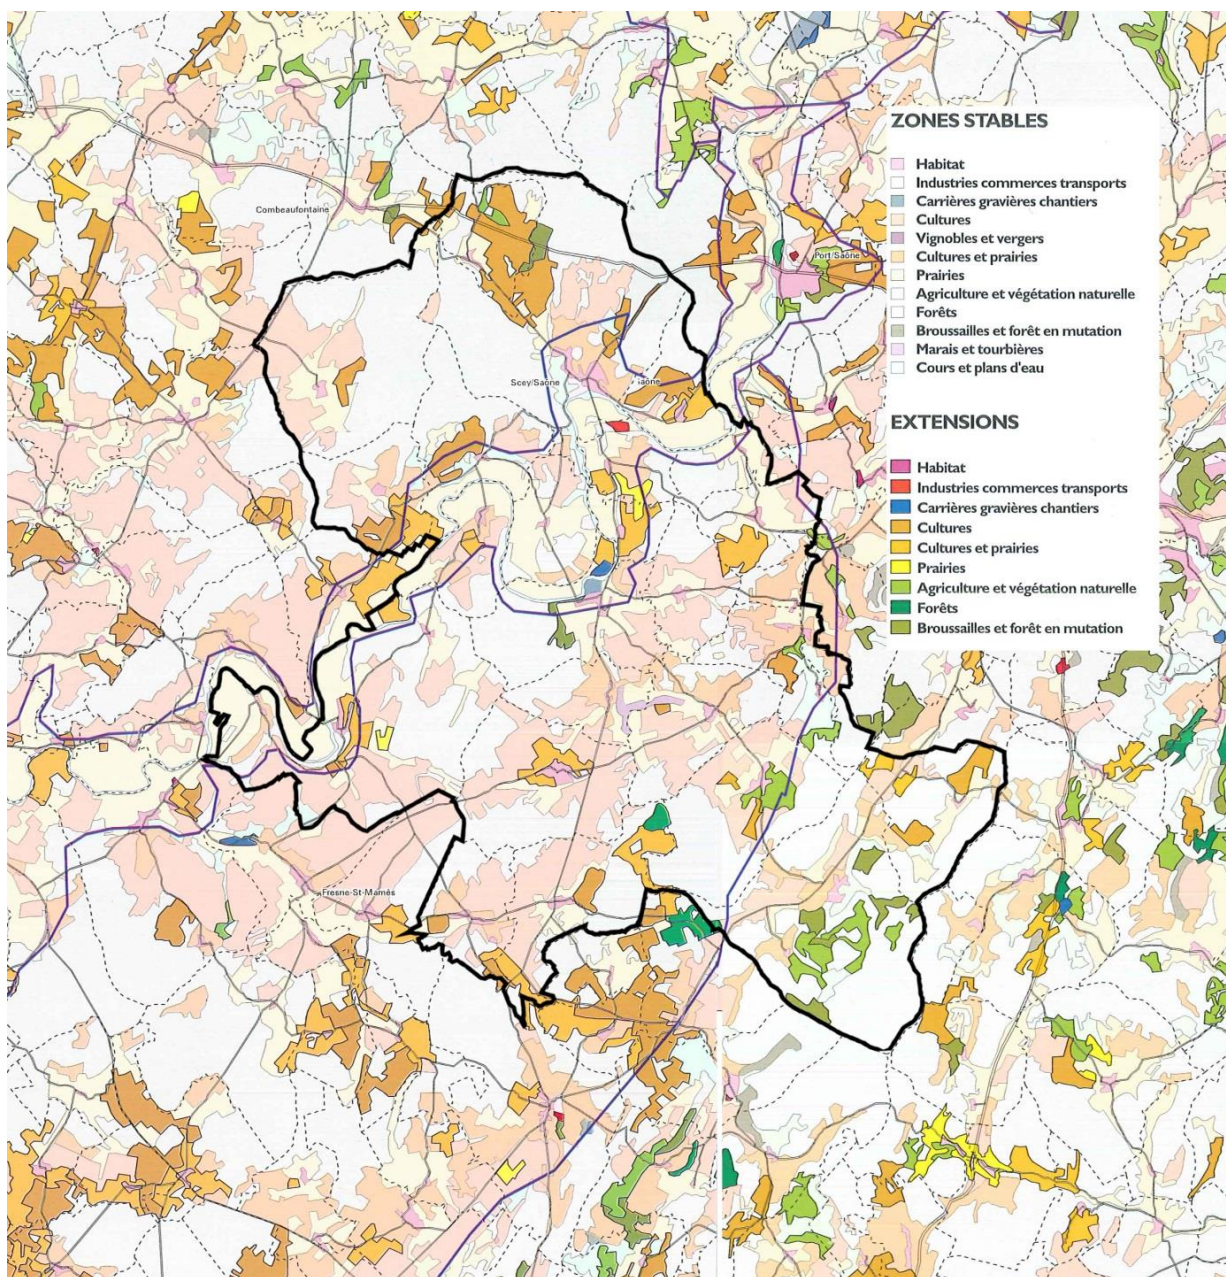 ZONES STABLES
Habitat
Industries commerces transports
Carrières gravières chantiers
Cultures
Vignobles et vergers
Cultures et prairies
Prairies
Agriculture et végétation naturelle
Forêts
Broussailles et forêt en mutation
Marais et tourbières
Cours et plans d'eau
EXTENSIONS
Habitat
Industries commerces transports
Carrières gravières chantiers
Cultures
Cultures et prairies
Prairies
Agriculture et végétation naturelle
Forêts
Broussailles et forêt en mutation
Combeaufontaine
Port/Saône
Scey/Saône
Saône
Fresne-St-Mamès